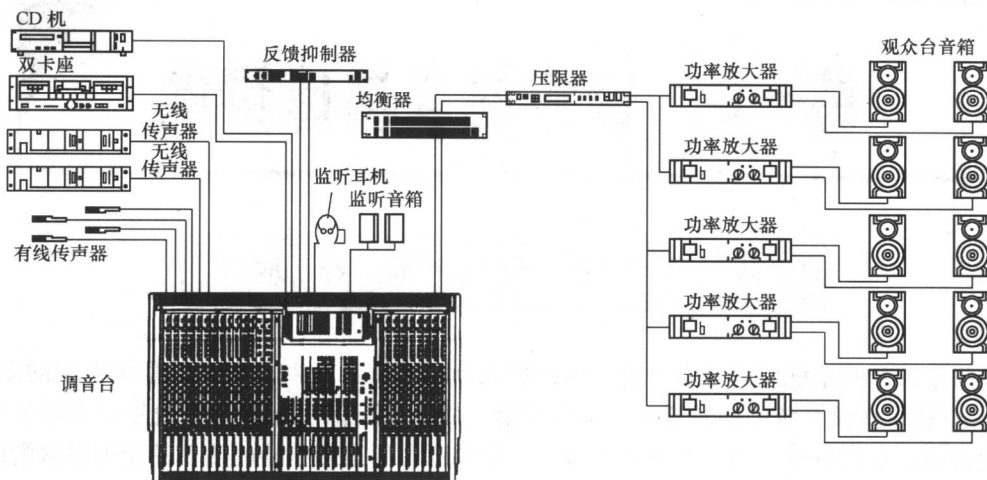 CD 机
双卡座
无线
传声器
无线
传声器
有线传声器
调音台
反馈抑制器
均衡器
监听耳机
监听音箱
压限器
功率放大器
功率放大器
功率放大器
功率放大器
功率放大器
观众台音箱